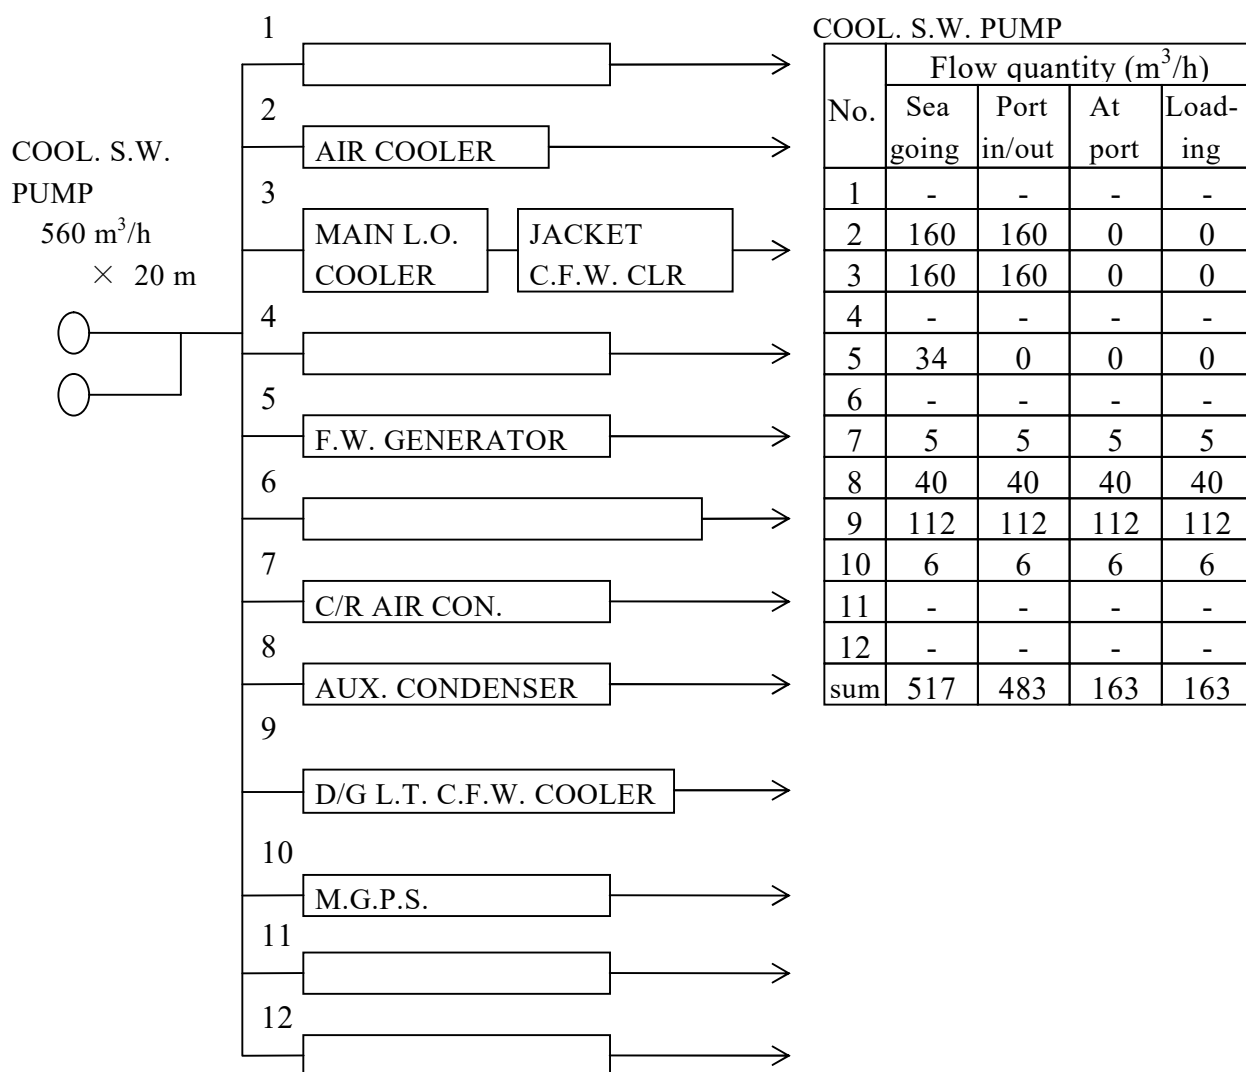 COOL. S.W.
PUMP
560 m³/h
× 20 m
1
2
AIR COOLER
3
MAIN L.O.
COOLER
JACKET
C.F.W. CLR
4
5
F.W. GENERATOR
6
7
C/R AIR CON.
8
AUX. CONDENSER
9
D/G L.T. C.F.W. COOLER
10
M.G.P.S.
11
12
COOL. S.W. PUMP
No. Flow quantity (m³/h)
Sea Port At Load-
going in/out port ing
1 - - - -
2 160 160 0 0
3 160 160 0 0
4 - - - -
5 34 0 0 0
6 - - - -
7 5 5 5 5
8 40 40 40 40
9 112 112 112 112
10 6 6 6 6
11 - - - -
12 - - - -
sum 517 483 163 163